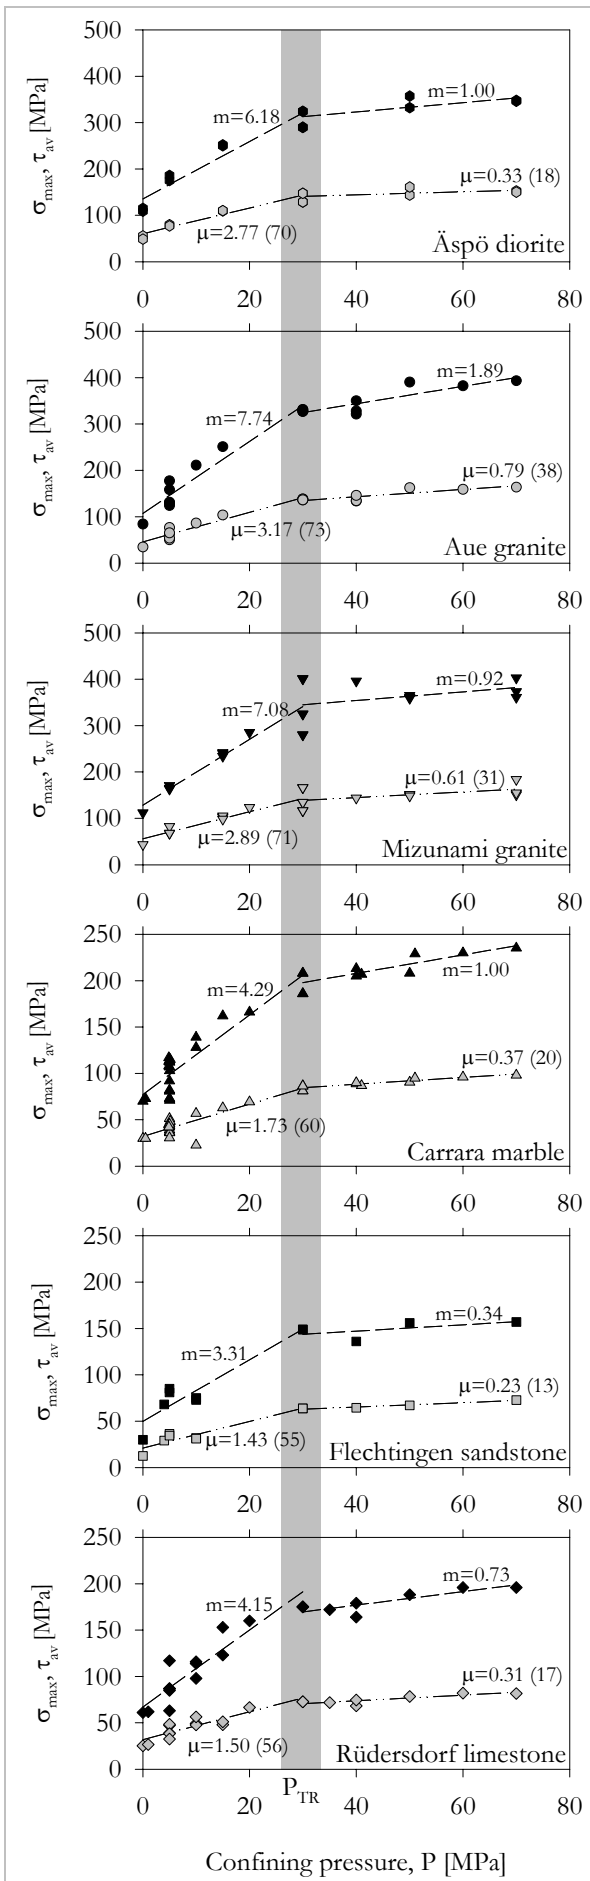 500
400
300
200
100
0
σmax, τav [MPa]
m=6.18
m=1.00
μ=0.33 (18)
μ=2.77 (70)
Äspö diorite
0 20 40 60 80
500
400
300
200
100
0
σmax, τav [MPa]
m=7.74
m=1.89
μ=0.79 (38)
μ=3.17 (73)
Aue granite
0 20 40 60 80
500
400
300
200
100
0
σmax, τav [MPa]
m=7.08
m=0.92
μ=0.61 (31)
μ=2.89 (71)
Mizunami granite
0 20 40 60 80
250
200
150
100
50
0
σmax, τav [MPa]
m=4.29
m=1.00
μ=0.37 (20)
μ=1.73 (60)
Carrara marble
0 20 40 60 80
250
200
150
100
50
0
σmax, τav [MPa]
m=3.31
m=0.34
μ=0.23 (13)
μ=1.43 (55)
Flechtingen sandstone
0 20 40 60 80
250
200
150
100
50
0
σmax, τav [MPa]
m=4.15
m=0.73
μ=0.31 (17)
μ=1.50 (56)
Rüdersdorf limestone
PTR
0 20 40 60 80
Confining pressure, P [MPa]